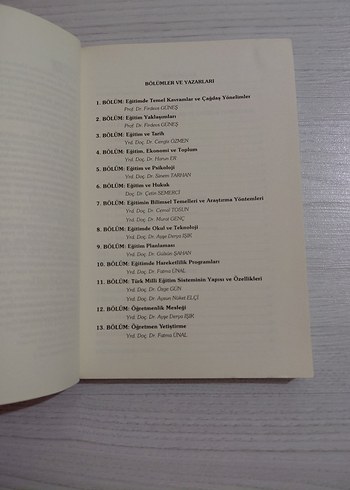 BÖLÜMLER VE YAZARLARI
1. BÖLÜM: Eğitimde Temel Kavramlar ve Çağdaş Yönelimler
Prof. Dr. Firdevs GÜNEŞ
2. BÖLÜM: Eğitim Yaklaşımları
Prof. Dr. Firdevs GÜNEŞ
3. BÖLÜM: Eğitim ve Tarih
Yrd. Doç. Dr. Cengiz ÖZMEN
4. BÖLÜM: Eğitim, Ekonomi ve Toplum
Yrd. Doç. Dr. Harun ER
5. BÖLÜM: Eğitim ve Psikoloji
Yrd. Doç. Dr. Sinem TARHAN
6. BÖLÜM: Eğitim ve Hukuk
Doç. Dr. Çetin SEMERCİ
7. BÖLÜM: Eğitimin Bilimsel Temelleri ve Araştırma Yöntemleri
Yrd. Doç. Dr. Cemal TOSUN
Yrd. Doç. Dr. Murat GENÇ
8. BÖLÜM: Eğitimde Okul ve Teknoloji
Yrd. Doç. Dr. Ayşe Derya IŞIK
9. BÖLÜM: Eğitim Planlaması
Yrd. Doç. Dr. Gülsün ŞAHAN
10. BÖLÜM: Eğitimde Hareketlilik Programları
Yrd. Doç. Dr. Fatma ÜNAL
11. BÖLÜM: Türk Milli Eğitim Sisteminin Yapısı ve Özellikleri
Yrd. Doç. Dr. Özge GÜN
Yrd. Doç. Dr. Aysun Nüket ELÇİ
12. BÖLÜM: Öğretmenlik Mesleği
Yrd. Doç. Dr. Ayşe Derya IŞIK
13. BÖLÜM: Öğretmen Yetiştirme
Yrd. Doç. Dr. Fatma ÜNAL